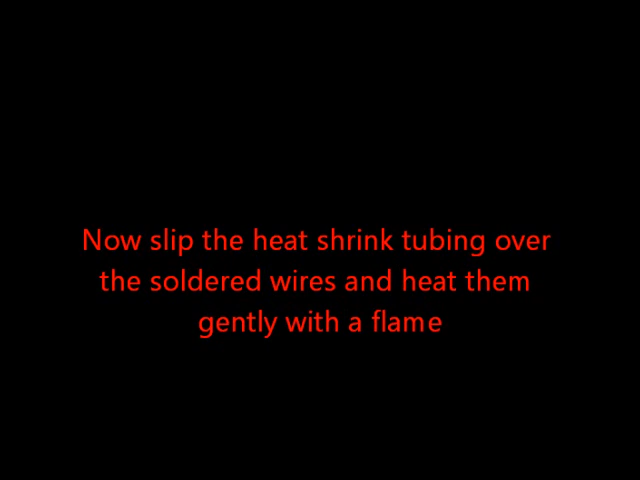 Now slip the heat shrink tubing over
the soldered wires and heat them
gently with a flame